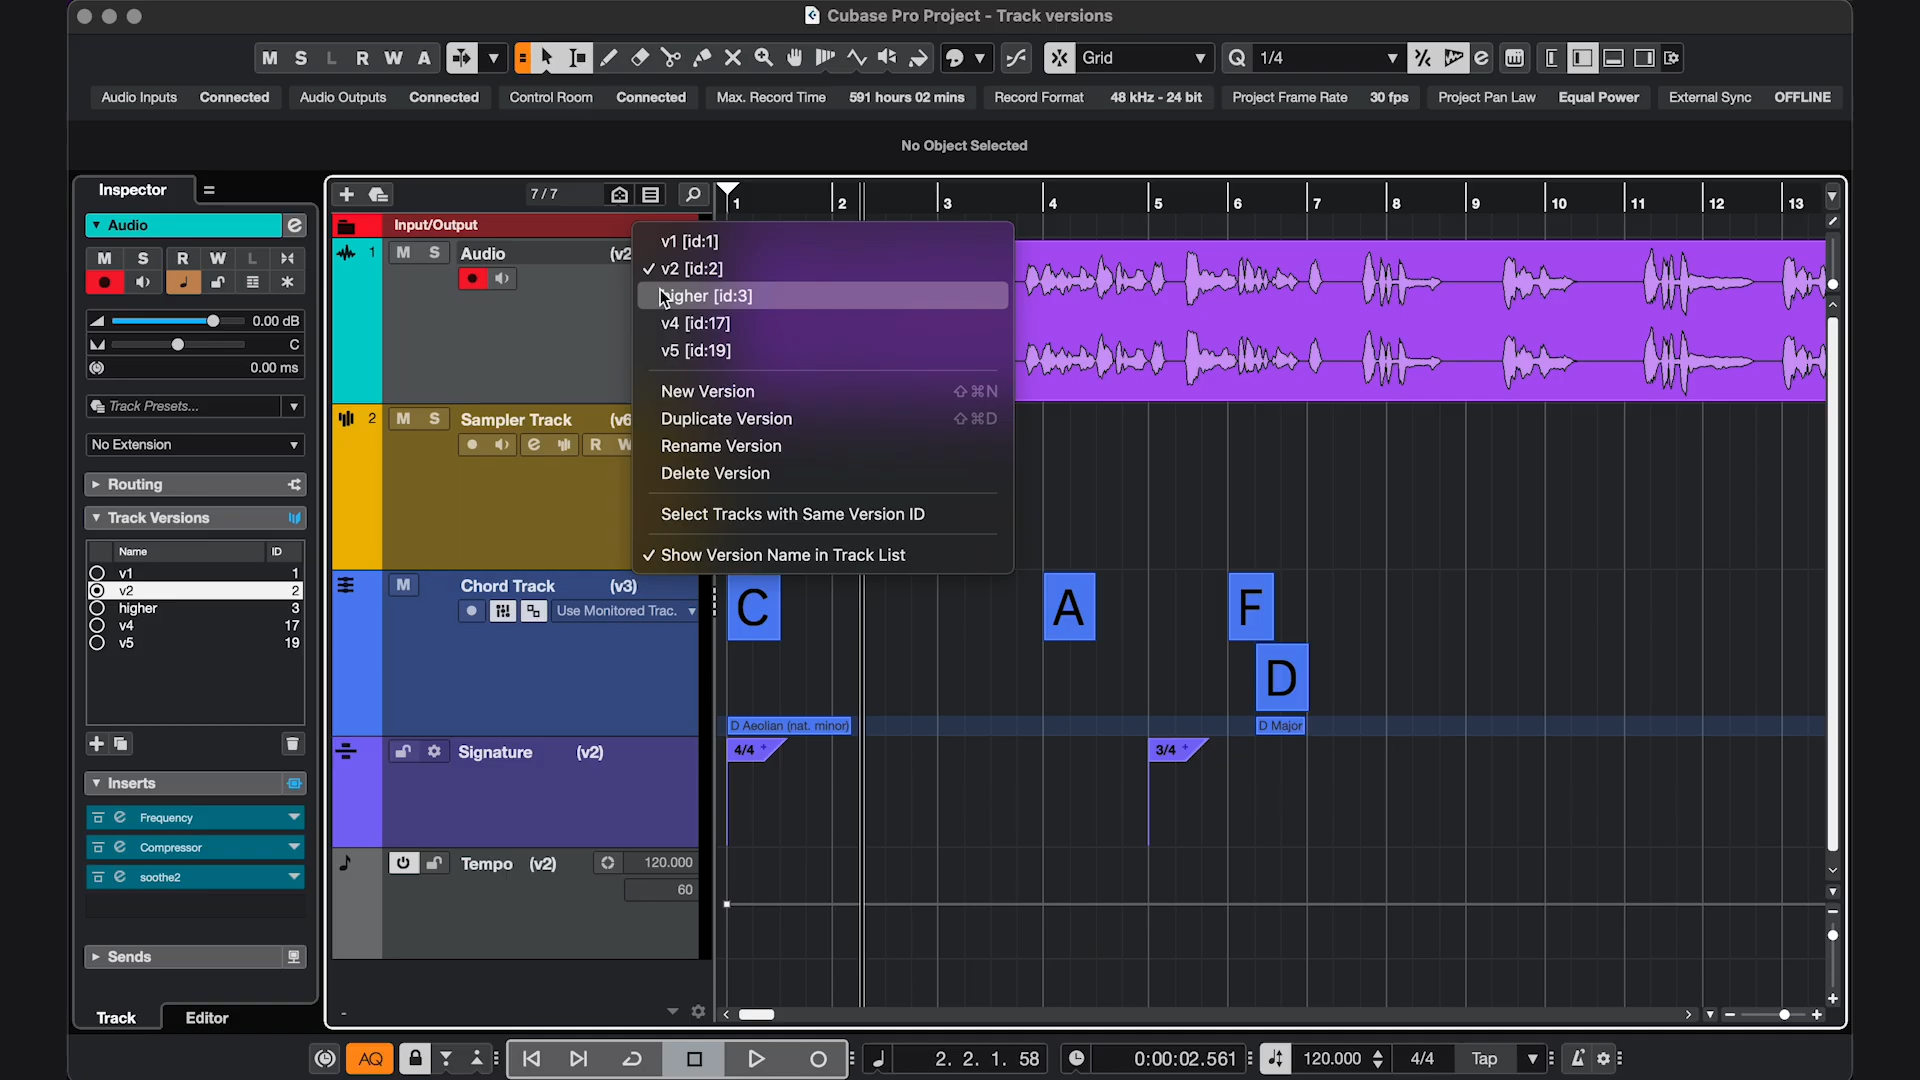 Cubase Pro Project - Track versions
M S L R W A Grid Q 1/4
Audio Inputs Connected Audio Outputs Connected Control Room Connected Max. Record Time 591 hours 02 mins Record Format 48 kHz - 24 bit Project Frame Rate 30 fps Project Pan Law Equal Power External Sync OFFLINE
No Object Selected
Inspector
Audio
M S R W L
0.00 dB
C
0.00 ms
Track Presets...
No Extension
Routing
Track Versions
Name ID
v1 1
v2 2
higher 3
v4 17
v5 19
Inserts
Frequency
Compressor
soothe2
Sends
Track Editor
7 / 7
1 2 3 4 5 6 7 8 9 10 11 12 13
Input/Output
1 M S Audio (v2
2 M S Sampler Track (v6
R W
M Chord Track (v3)
Use Monitored Trac.
Signature (v2)
Tempo (v2) 120.000
60
v1 [id:1]
v2 [id:2]
higher [id:3]
v4 [id:17]
v5 [id:19]
New Version ⇧⌘N
Duplicate Version ⇧⌘D
Rename Version
Delete Version
Select Tracks with Same Version ID
Show Version Name in Track List
C A F
D
D Aeolian (nat. minor) D Major
4/4 3/4
AQ 2. 2. 1. 58 0:00:02.561 120.000 4/4 Tap